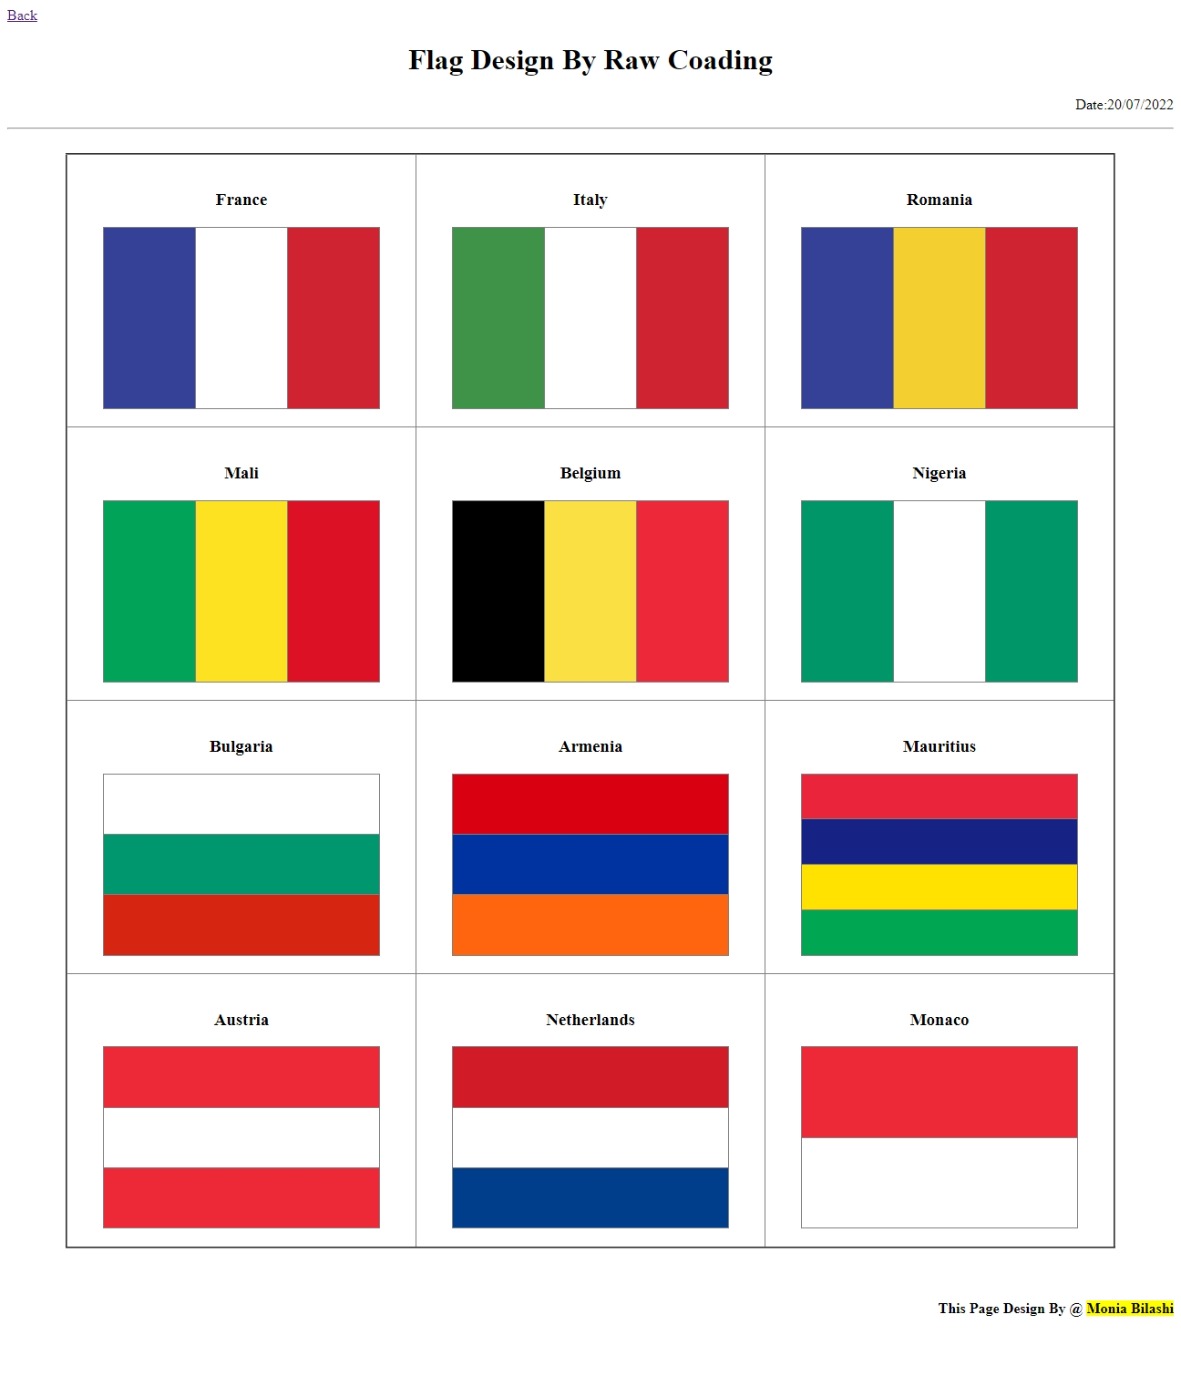 Back
Flag Design By Raw Coading
Date:20/07/2022
France
Italy
Romania
Mali
Belgium
Nigeria
Bulgaria
Armenia
Mauritius
Austria
Netherlands
Monaco
This Page Design By @ Monia Bilashi